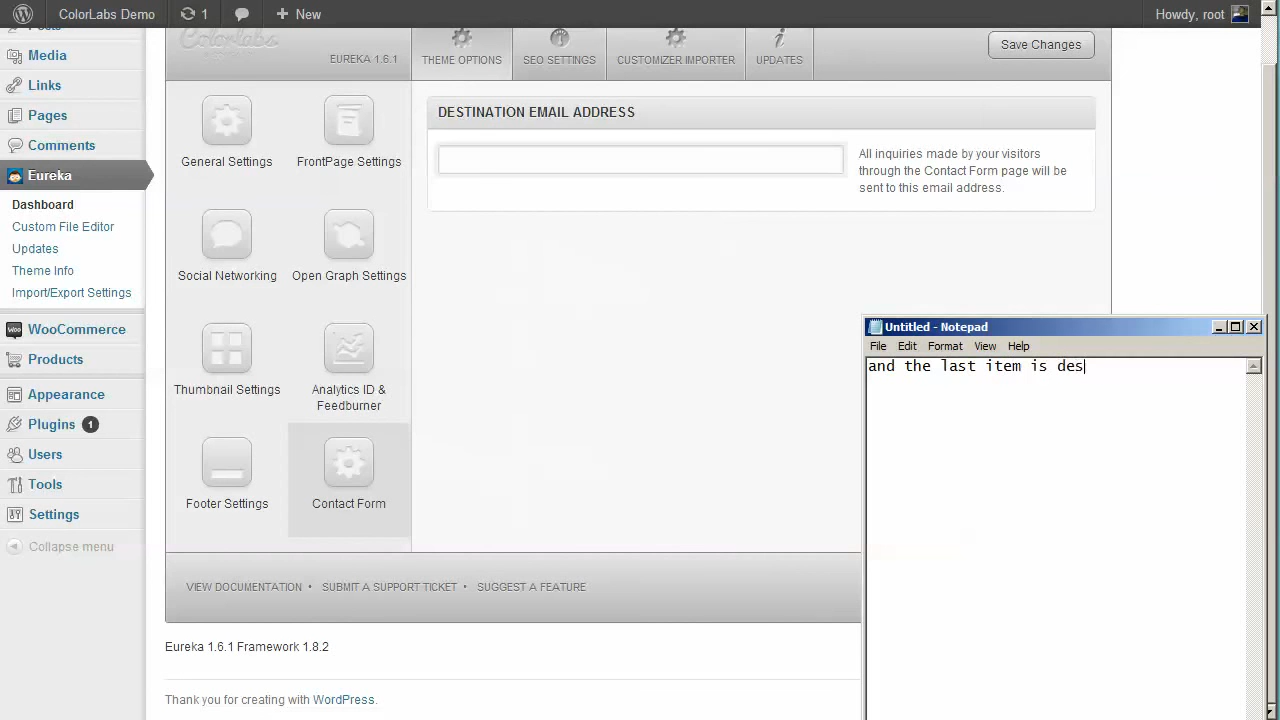 ColorLabs Demo
1
New
Howdy, root
Posts
Media
Links
Pages
Comments
Eureka
Dashboard
Custom File Editor
Updates
Theme Info
Import/Export Settings
WooCommerce
Products
Appearance
Plugins 1
Users
Tools
Settings
Collapse menu
Colorlabs
EUREKA 1.6.1
THEME OPTIONS
SEO SETTINGS
CUSTOMIZER IMPORTER
UPDATES
Save Changes
General Settings
FrontPage Settings
Social Networking
Open Graph Settings
Thumbnail Settings
Analytics ID &
Feedburner
Footer Settings
Contact Form
DESTINATION EMAIL ADDRESS
All inquiries made by your visitors
through the Contact Form page will be
sent to this email address.
Untitled - Notepad
File Edit Format View Help
and the last item is des
VIEW DOCUMENTATION • SUBMIT A SUPPORT TICKET • SUGGEST A FEATURE
Eureka 1.6.1 Framework 1.8.2
Thank you for creating with WordPress.